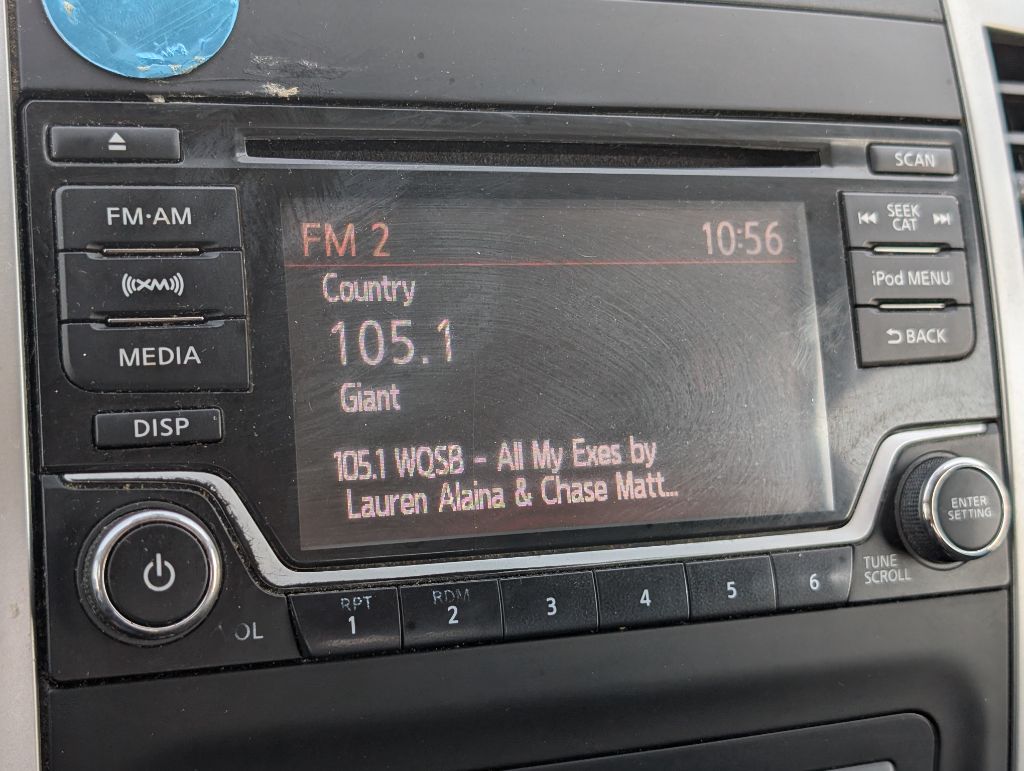 SCAN
FM·AM
SEEK
CAT
FM 2 10:56
Country
((XM))
iPod MENU
105.1
MEDIA
BACK
Giant
DISP
105.1 WQSB - All My Exes by
Lauren Alaina & Chase Matt...
ENTER
SETTING
TUNE
SCROLL
RPT
1
RDM
2
3
4
5
6
OL